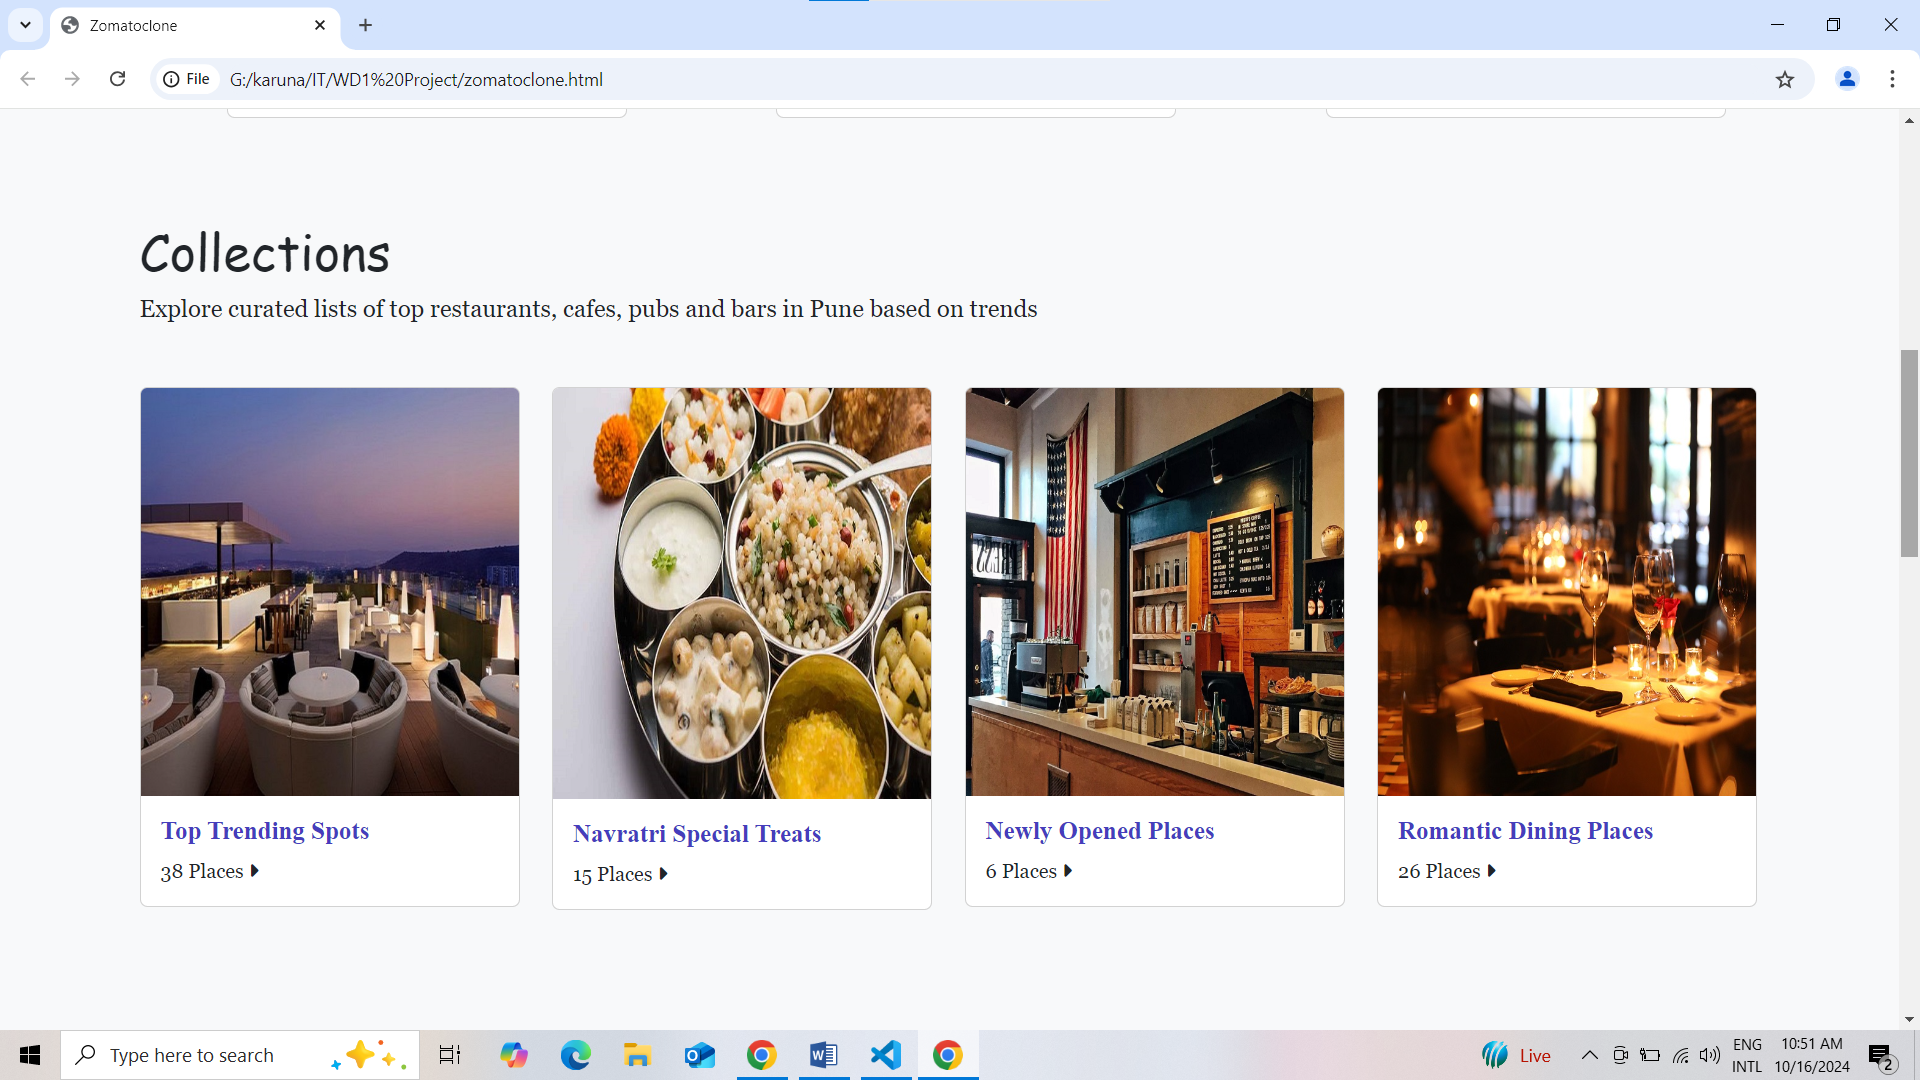 Zomatoclone
File
G:/karuna/IT/WD1%20Project/zomatoclone.html
Collections
Explore curated lists of top restaurants, cafes, pubs and bars in Pune based on trends
Top Trending Spots
38 Places
Navratri Special Treats
15 Places
Newly Opened Places
6 Places
Romantic Dining Places
26 Places
Type here to search
Live
ENG
INTL
10:51 AM
10/16/2024
2